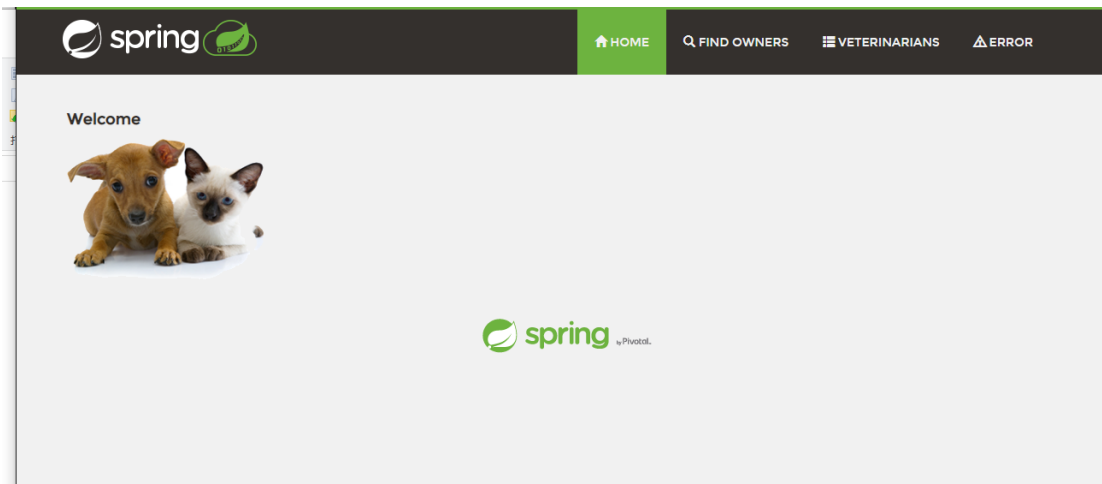 spring
HOME FIND OWNERS VETERINARIANS ERROR
Welcome
spring by Pivotal.